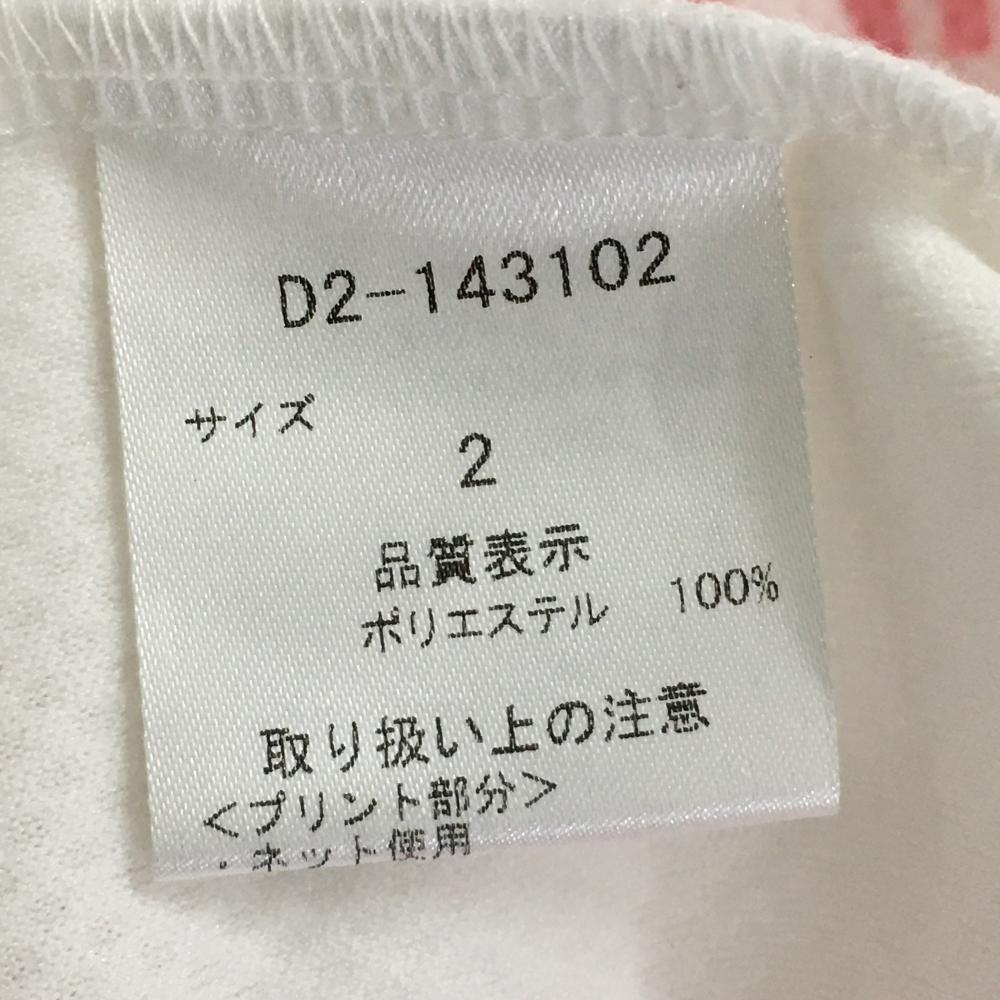 D2-143102
サイズ
2
品質表示
ポリエステル 100%
取り扱い上の注意
<プリント部分>
・ネット使用